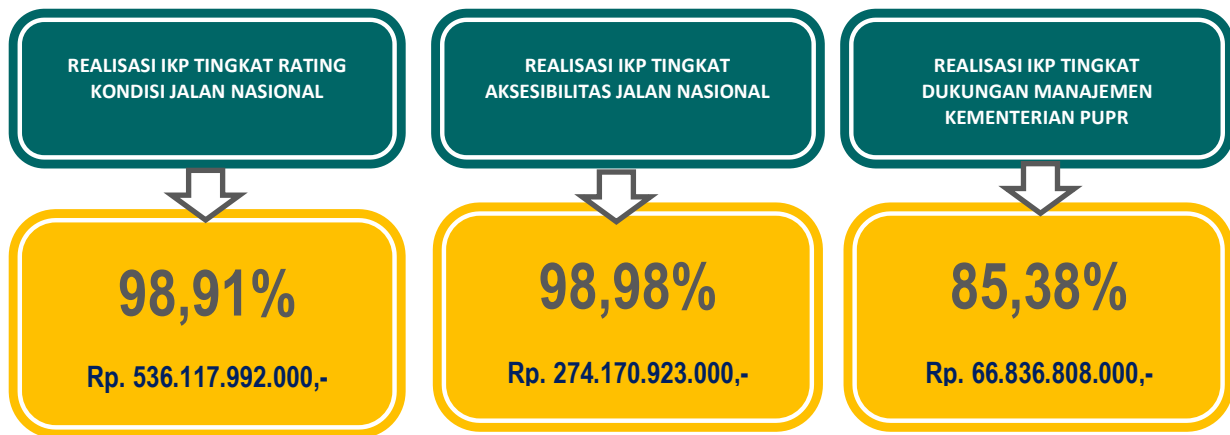 REALISASI IKP TINGKAT RATING
KONDISI JALAN NASIONAL
98,91%
Rp. 536.117.992.000,-
REALISASI IKP TINGKAT
AKSESIBILITAS JALAN NASIONAL
98,98%
Rp. 274.170.923.000,-
REALISASI IKP TINGKAT
DUKUNGAN MANAJEMEN
KEMENTERIAN PUPR
85,38%
Rp. 66.836.808.000,-